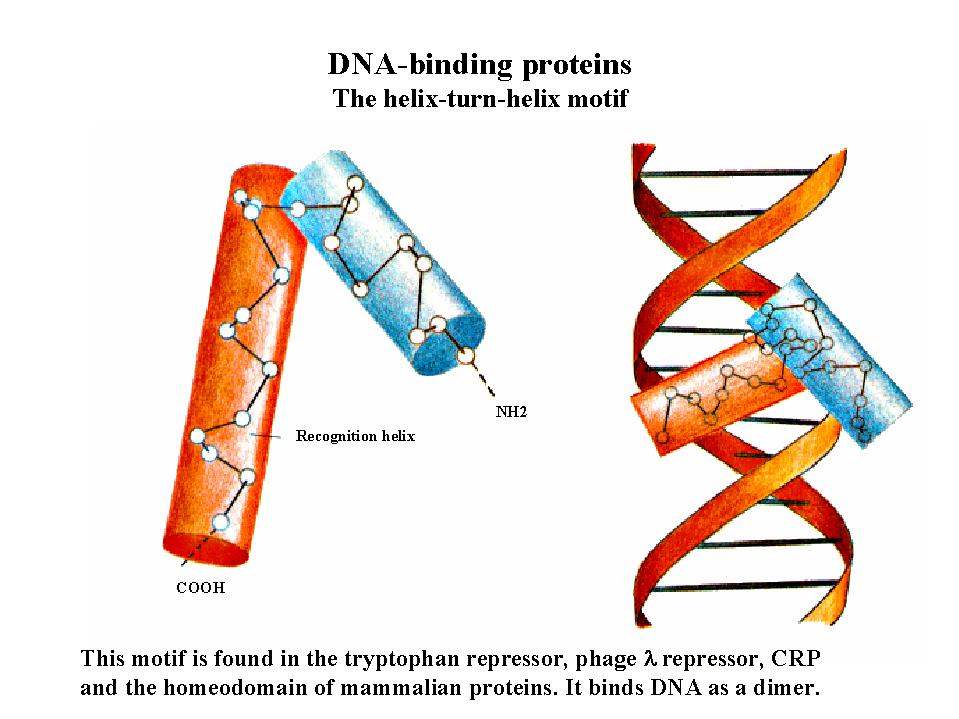 DNA-binding proteins
The helix-turn-helix motif
NH2
Recognition helix
COOH
This motif is found in the tryptophan repressor, phage λ repressor, CRP
and the homeodomain of mammalian proteins. It binds DNA as a dimer.